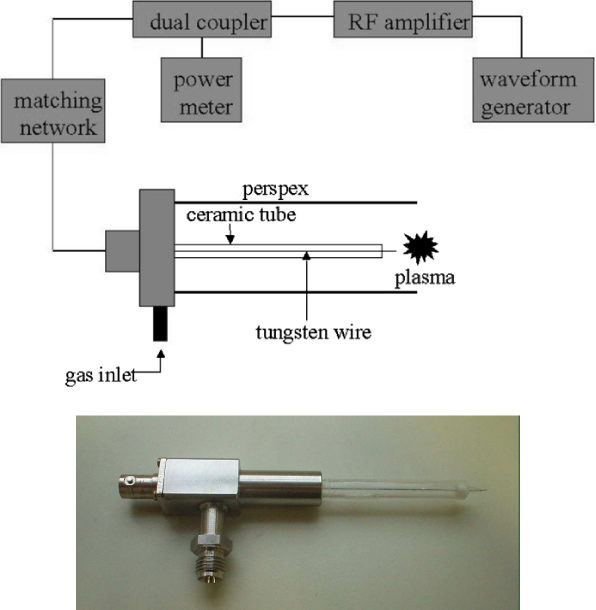 dual coupler
RF amplifier
power
meter
waveform
generator
matching
network
perspex
ceramic tube
plasma
tungsten wire
gas inlet